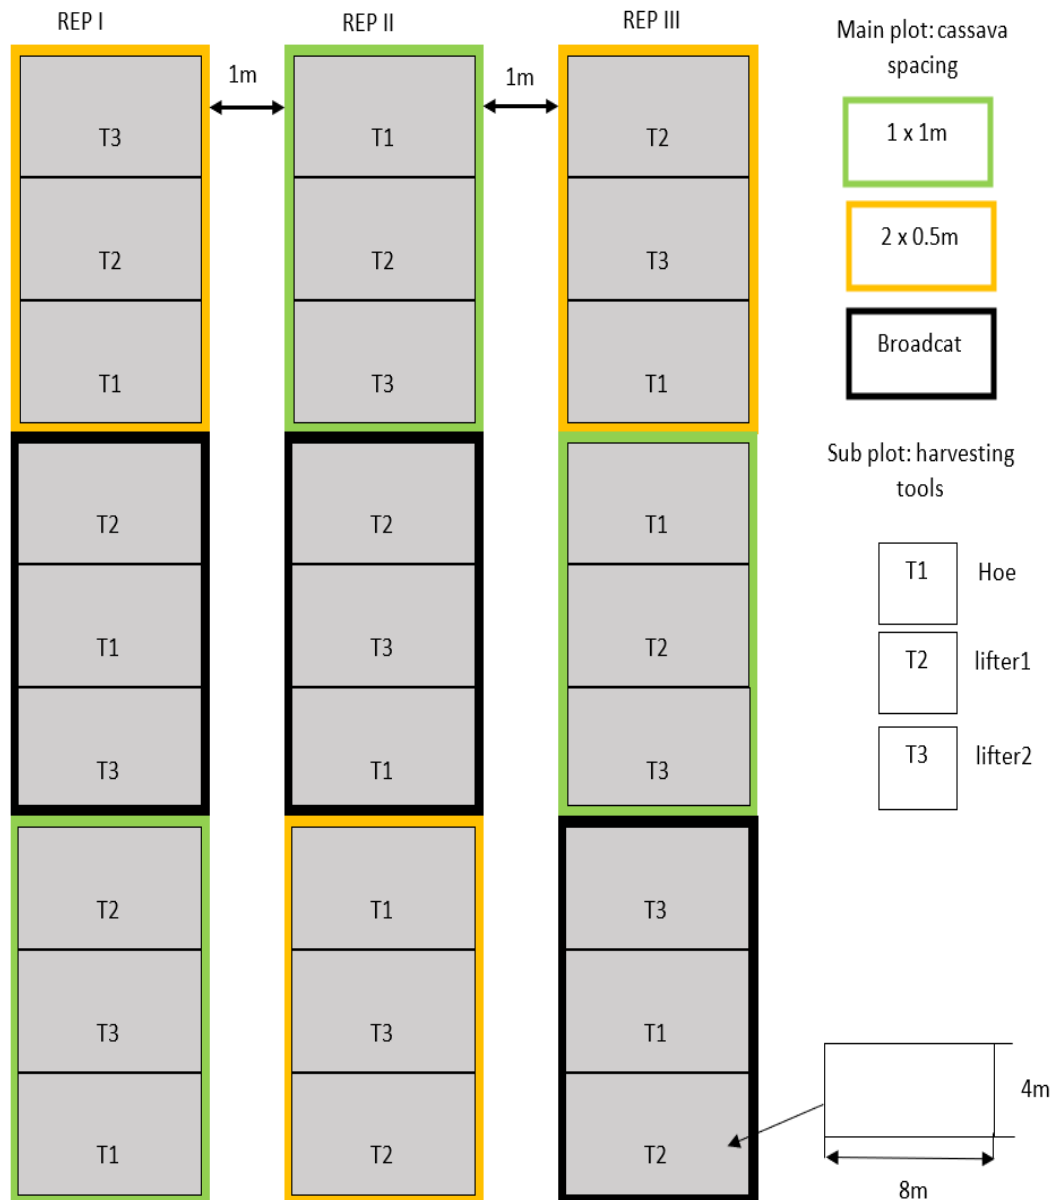 REP I
REP II
REP III
1m
1m
T3
T2
T1
T2
T1
T3
T2
T3
T1
T1
T2
T3
T2
T3
T1
T1
T3
T2
T2
T3
T1
T1
T2
T3
T3
T1
T2
Main plot: cassava
spacing
1 x 1m
2 x 0.5m
Broadcat
Sub plot: harvesting
tools
T1 Hoe
T2 lifter1
T3 lifter2
4m
8m